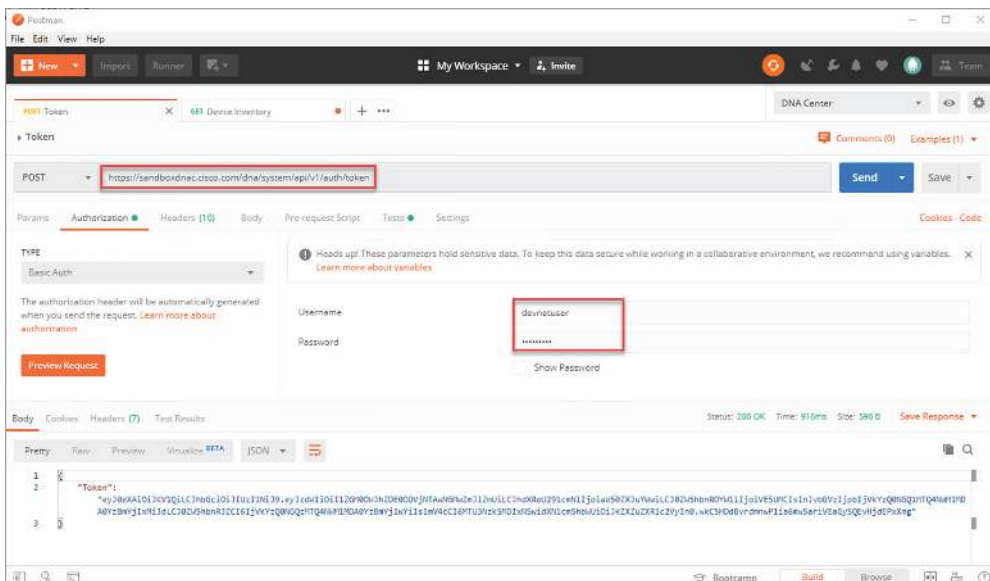 Postman
File Edit View Help
New Import Runner My Workspace Invite Team
POST Token GET Device Inventory DNA Center
Token Comments (0) Examples (1)
POST https://sandboxdnac.cisco.com/dna/system/api/v1/auth/token Send Save
Params Authorization Headers (10) Body Pre-request Script Tests Settings Cookies Code
TYPE
Basic Auth
Heads up! These parameters hold sensitive data. To keep this data secure while working in a collaborative environment, we recommend using variables.
Learn more about variables
The authorization header will be automatically generated
when you send the request. Learn more about
authorization
Preview Request
Username devnetuser
Password
Show Password
Body Cookies Headers (7) Test Results Status: 200 OK Time: 916ms Size: 590 B Save Response
Pretty Raw Preview Visualize BETA JSON
1 {
2 "Token":
3 }
Bootcamp Build Browse